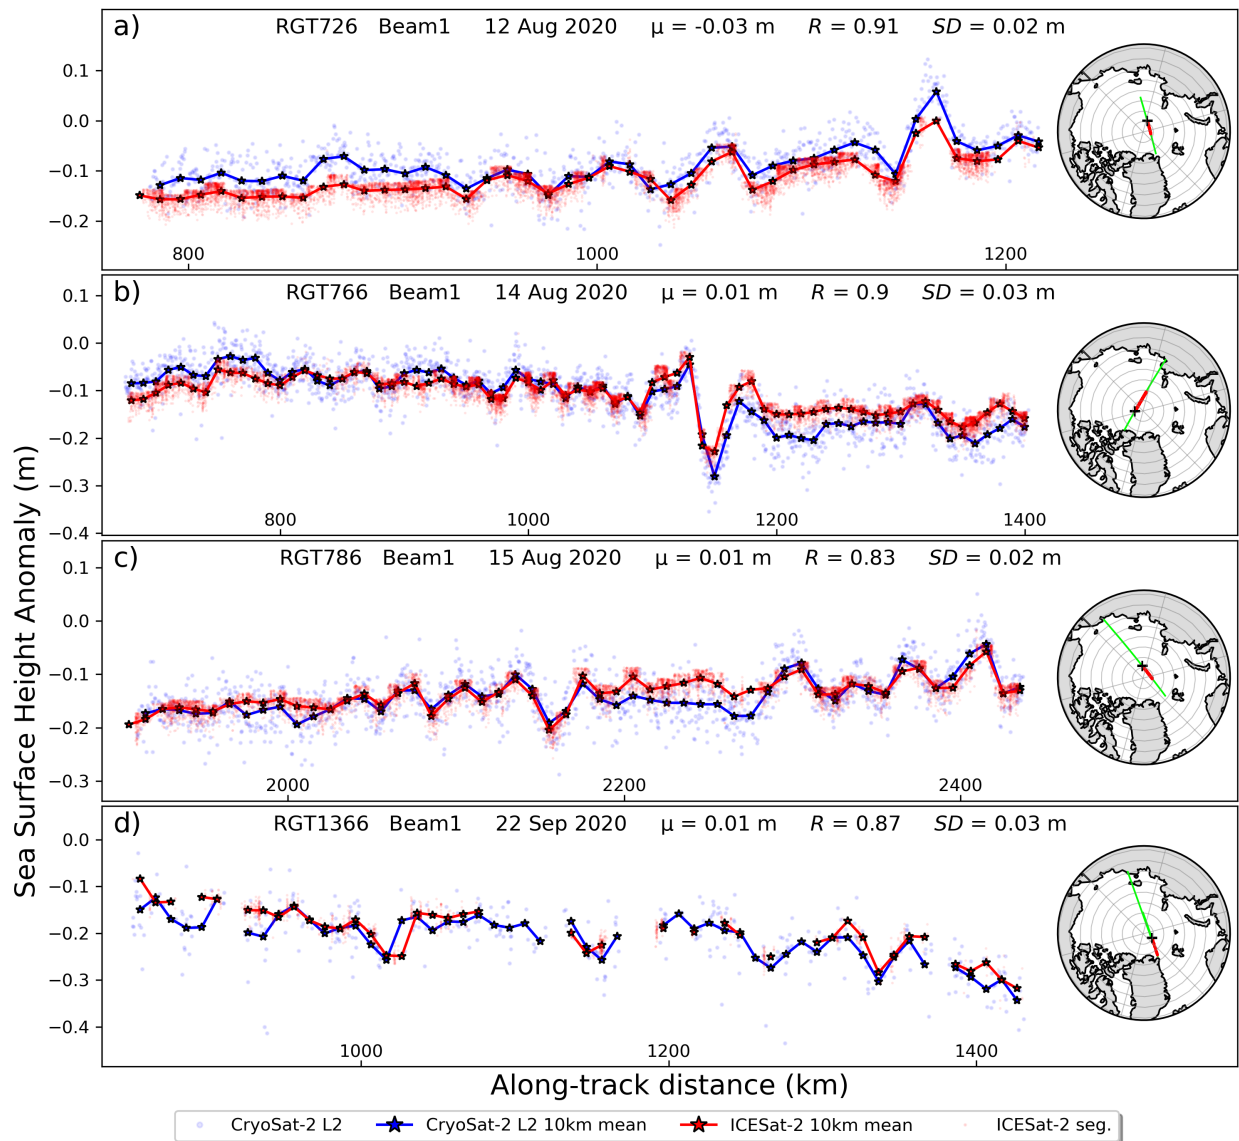 a) RGT726 Beam1 12 Aug 2020 μ = -0.03 m R = 0.91 SD = 0.02 m
0.1
0.0
−0.1
−0.2
800 1000 1200
b) RGT766 Beam1 14 Aug 2020 μ = 0.01 m R = 0.9 SD = 0.03 m
0.1
0.0
−0.1
−0.2
−0.3
−0.4
800 1000 1200 1400
c) RGT786 Beam1 15 Aug 2020 μ = 0.01 m R = 0.83 SD = 0.02 m
0.1
0.0
−0.1
−0.2
−0.3
2000 2200 2400
d) RGT1366 Beam1 22 Sep 2020 μ = 0.01 m R = 0.87 SD = 0.03 m
0.0
−0.1
−0.2
−0.3
−0.4
1000 1200 1400
Sea Surface Height Anomaly (m)
Along-track distance (km)
CryoSat-2 L2 CryoSat-2 L2 10km mean ICESat-2 10km mean ICESat-2 seg.